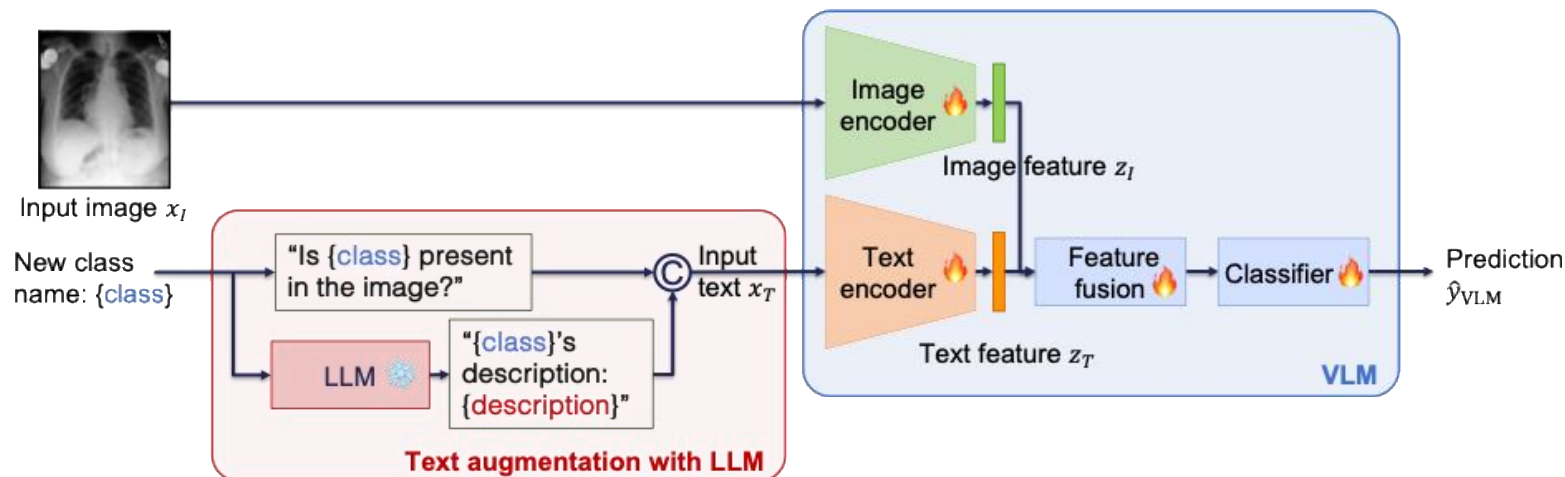 Input image x_I
New class
name: {class}
“Is {class} present
in the image?”
LLM
“{class}’s
description:
{description}”
©
Input
text x_T
Text augmentation with LLM
Image
encoder
Image feature z_I
Text
encoder
Text feature z_T
Feature
fusion
Classifier
VLM
Prediction
ŷ_VLM